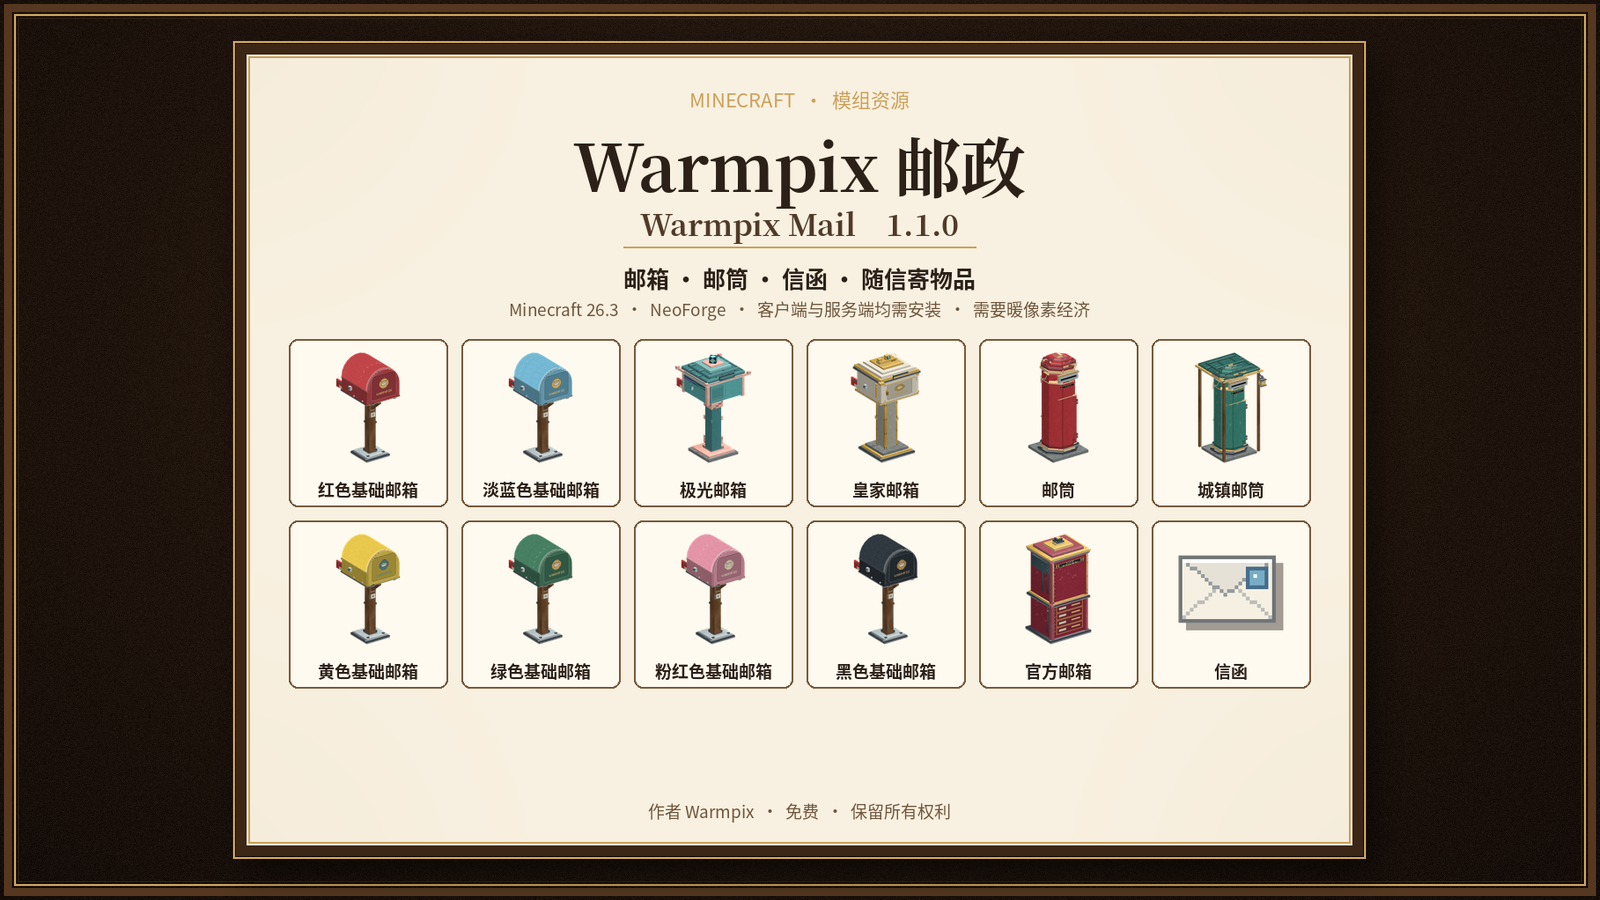 MINECRAFT • 模组资源
Warmpix 邮政
Warmpix Mail 1.1.0
邮箱 • 邮筒 • 信函 • 随信寄物品
Minecraft 26.3 • NeoForge • 客户端与服务端均需安装 • 需要暖像素经济
红色基础邮箱
淡蓝色基础邮箱
极光邮箱
皇家邮箱
邮筒
城镇邮筒
黄色基础邮箱
绿色基础邮箱
粉红色基础邮箱
黑色基础邮箱
官方邮箱
信函
作者 Warmpix • 免费 • 保留所有权利